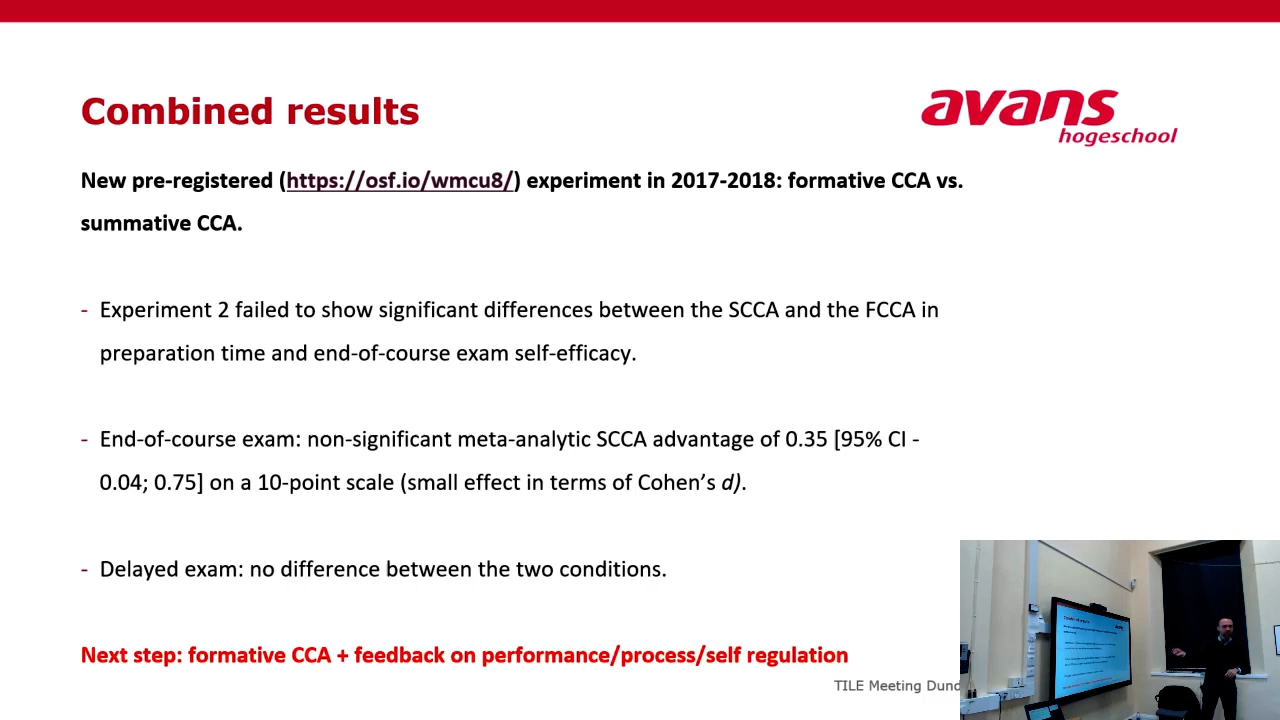 Combined results
avans
hogeschool
New pre-registered (https://osf.io/wmcu8/) experiment in 2017-2018: formative CCA vs.
summative CCA.
- Experiment 2 failed to show significant differences between the SCCA and the FCCA in
preparation time and end-of-course exam self-efficacy.
- End-of-course exam: non-significant meta-analytic SCCA advantage of 0.35 [95% CI -
0.04; 0.75] on a 10-point scale (small effect in terms of Cohen's d).
- Delayed exam: no difference between the two conditions.
Next step: formative CCA + feedback on performance/process/self regulation
TILE Meeting Dund